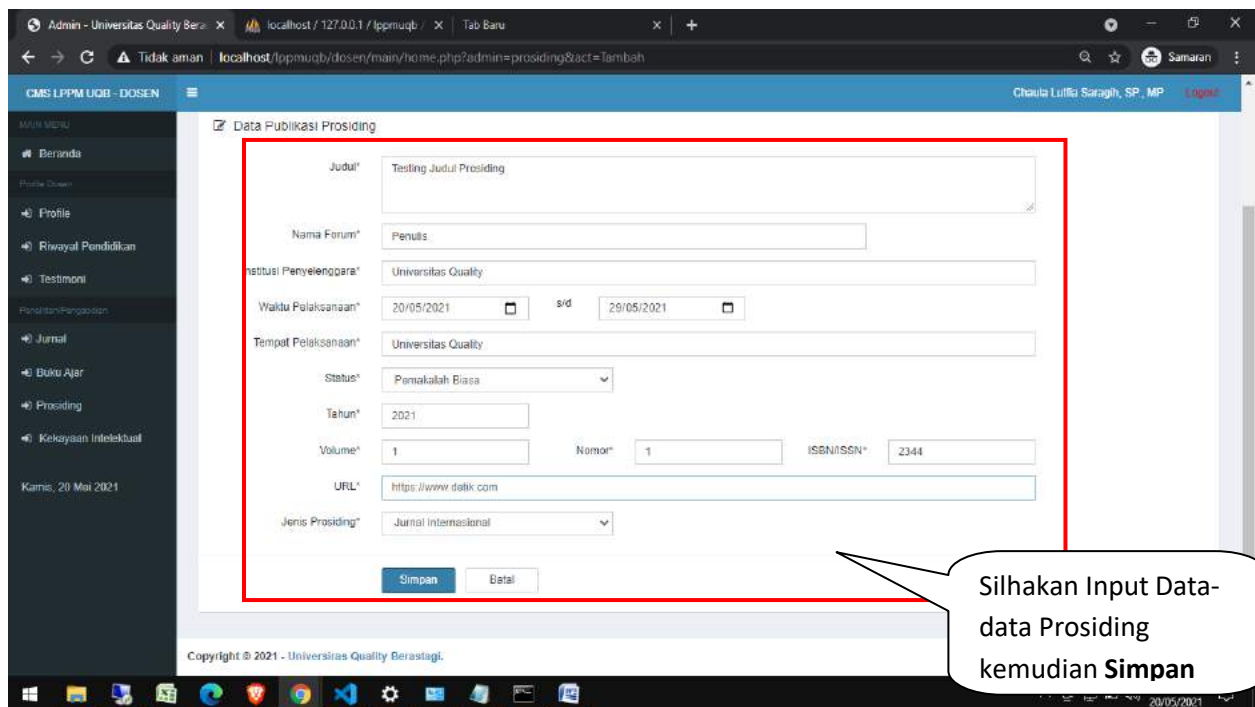 Admin - Universitas Quality Bera
localhost / 127.0.0.1 / lppmuqb /
Tab Baru
Tidak aman | localhost/lppmuqb/dosen/main/home.php?admin=prosiding&act=Tambah
Samaran
CMS LPPM UQB - DOSEN
Chaula Lutfia Saragih, SP., MP
Logout
MAIN MENU
Beranda
Profile Dosen
Profile
Riwayat Pendidikan
Testimoni
Penelitian/Pengabdian
Jurnal
Buku Ajar
Prosiding
Kekayaan Intelektual
Kamis, 20 Mei 2021
Data Publikasi Prosiding
Judul* Testing Judul Prosiding
Nama Forum* Penulis
nstitusi Penyelenggara* Universitas Quality
Waktu Pelaksanaan* 20/05/2021 s/d 29/05/2021
Tempat Pelaksanaan* Universitas Quality
Status* Pemakalah Biasa
Tahun* 2021
Volume* 1 Nomor* 1 ISBN/ISSN* 2344
URL* https://www.detik.com
Jenis Prosiding* Jurnal Internasional
Simpan Batal
Silhakan Input Data-
data Prosiding
kemudian Simpan
Copyright © 2021 - Universiras Quality Berastagi.
20/05/2021